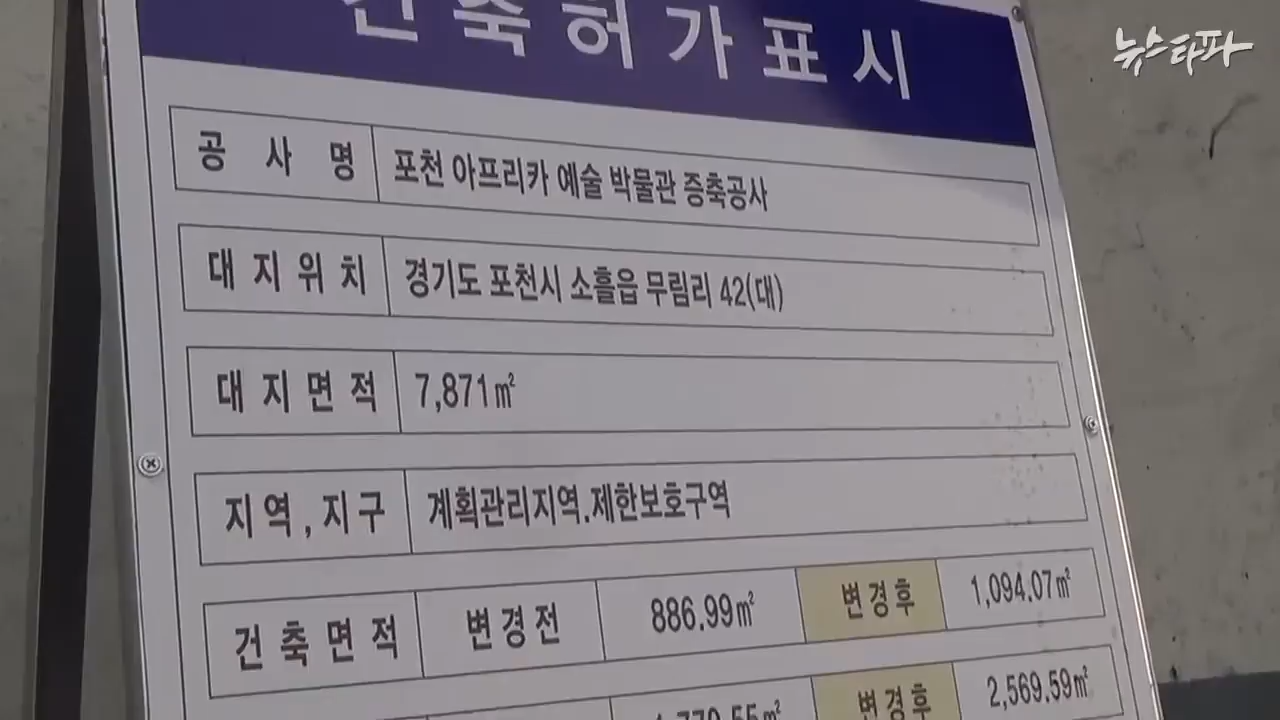 건축허가표시
뉴스타파
공사명 포천 아프리카 예술 박물관 증축공사
대지위치 경기도 포천시 소흘읍 무림리 42(대)
대지면적 7,871㎡
지역,지구 계획관리지역.제한보호구역
건축면적 변경전 886.99㎡ 변경후 1,094.07㎡
변경후 2,569.59㎡